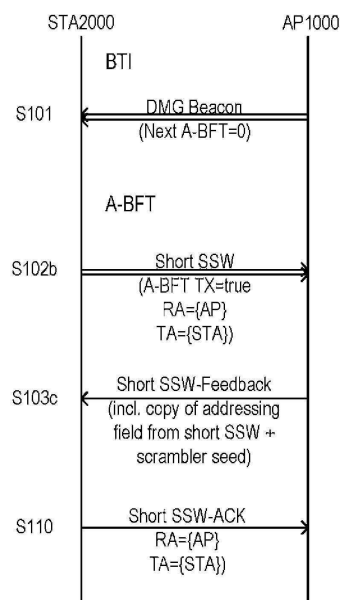 STA2000 AP1000
BTI
S101 DMG Beacon
(Next A-BFT=0)
A-BFT
S102b Short SSW
(A-BFT TX=true
RA={AP}
TA={STA})
S103c Short SSW-Feedback
(incl. copy of addressing
field from short SSW +
scrambler seed)
S110 Short SSW-ACK
RA={AP}
TA={STA})